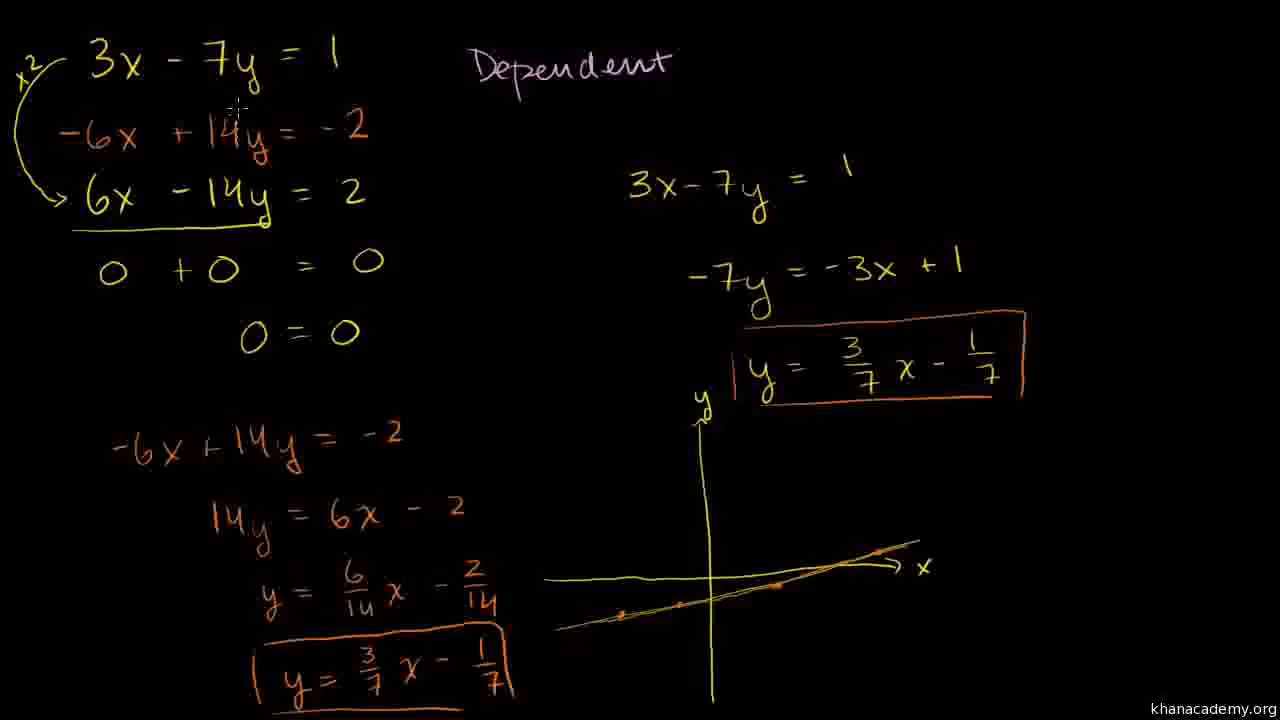 3x - 7y = 1
x2
-6x + 14y = -2
6x - 14y = 2
0 + 0 = 0
0 = 0
Dependent
3x - 7y = 1
-7y = -3x + 1
y = 3/7 x - 1/7
-6x + 14y = -2
14y = 6x - 2
y = 6/14 x - 2/14
y = 3/7 x - 1/7
y
x
khanacademy.org